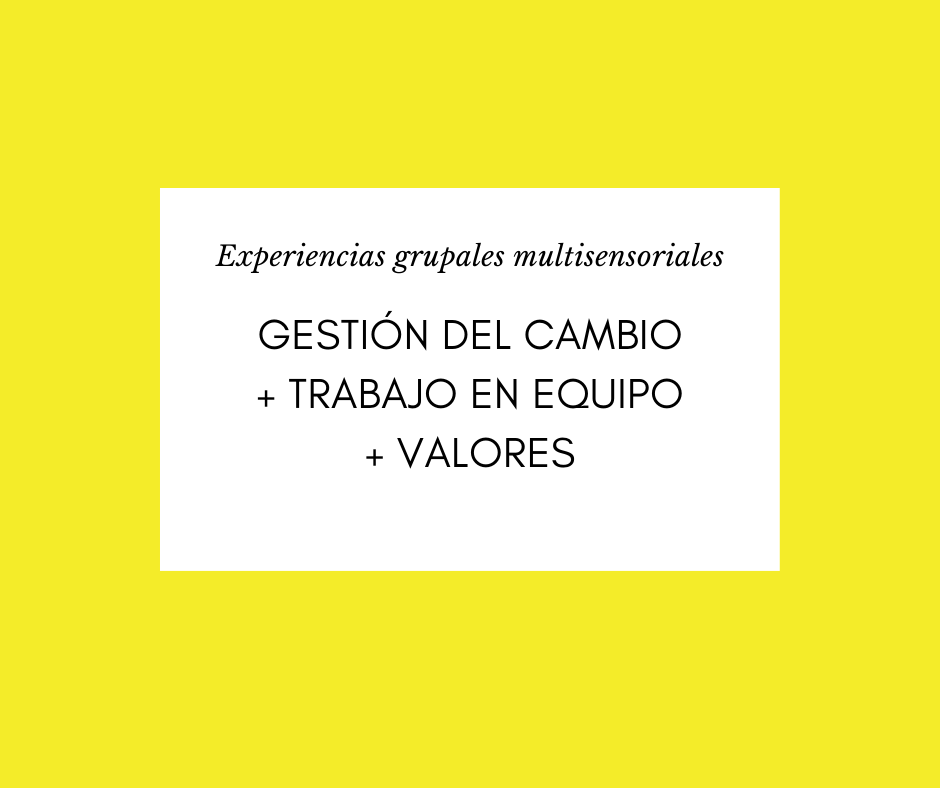 Experiencias grupales multisensoriales
GESTIÓN DEL CAMBIO
+ TRABAJO EN EQUIPO
+ VALORES